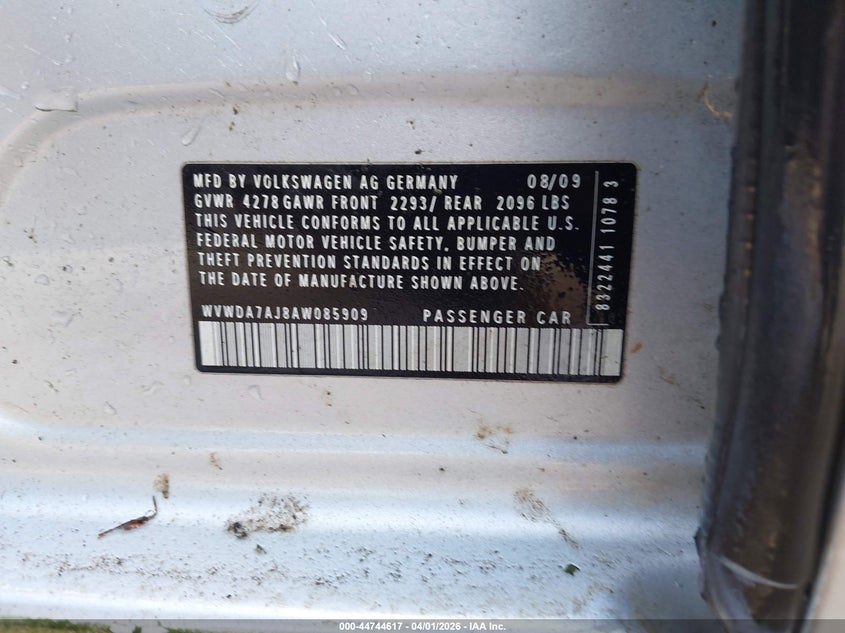 MFD BY VOLKSWAGEN AG GERMANY 08/09
GVWR 4278 GAWR FRONT 2293/ REAR 2096 LBS
THIS VEHICLE CONFORMS TO ALL APPLICABLE U.S.
FEDERAL MOTOR VEHICLE SAFETY, BUMPER AND
THEFT PREVENTION STANDARDS IN EFFECT ON
THE DATE OF MANUFACTURE SHOWN ABOVE.
WVWDA7AJ8AW085909 PASSENGER CAR
8322441 1078 3
000-44744617 - 04/01/2026 - IAA Inc.